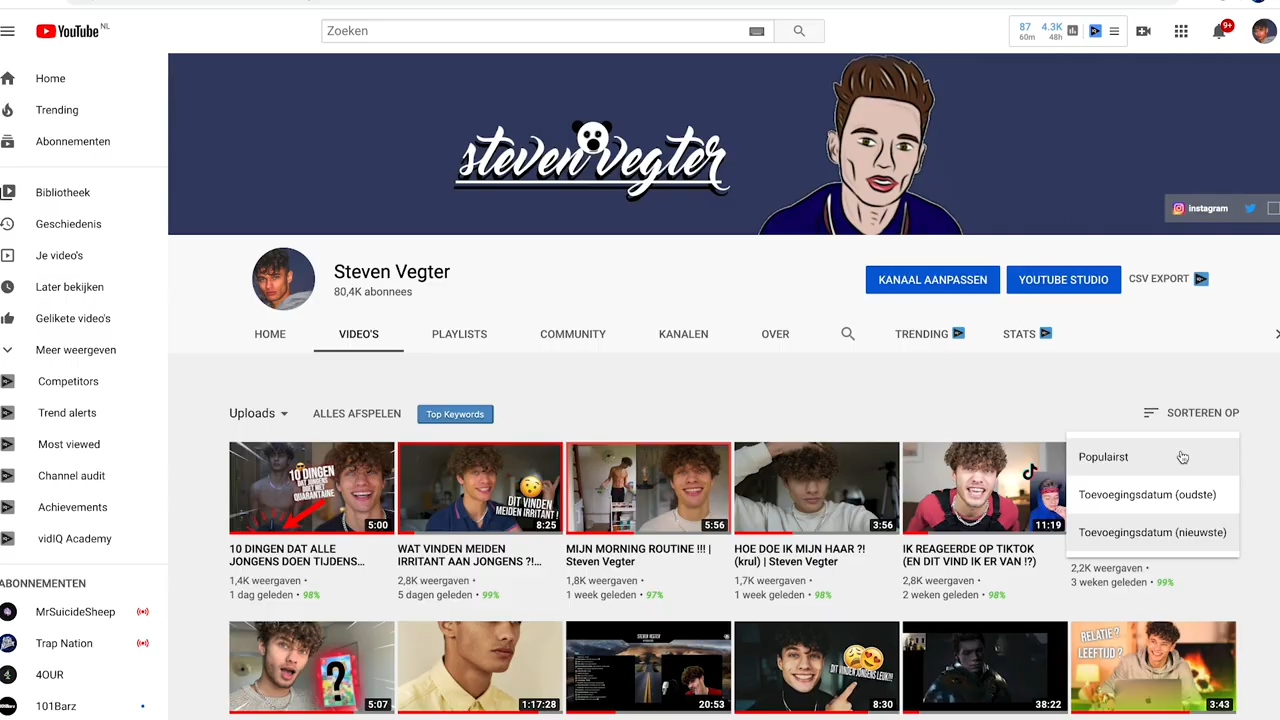 YouTube NL
Zoeken
87
60m
4.3K
48h
9+
Home
Trending
Abonnementen
Bibliotheek
Geschiedenis
Je video's
Later bekijken
Gelikete video's
Meer weergeven
Competitors
Trend alerts
Most viewed
Channel audit
Achievements
vidIQ Academy
ABONNEMENTEN
MrSuicideSheep
Trap Nation
101Barz
steven vegter
instagram
Steven Vegter
80,4K abonnees
KANAAL AANPASSEN
YOUTUBE STUDIO
CSV EXPORT
HOME
VIDEO'S
PLAYLISTS
COMMUNITY
KANALEN
OVER
TRENDING
STATS
Uploads
ALLES AFSPELEN
Top Keywords
SORTEREN OP
Populairst
Toevoegingsdatum (oudste)
Toevoegingsdatum (nieuwste)
10 DINGEN
DAT ALLE
JONGENS DOEN
5:00
10 DINGEN DAT ALLE
JONGENS DOEN TIJDENS...
1,4K weergaven •
1 dag geleden • 98%
DIT VINDEN
MEIDEN IRRITANT!
8:25
WAT VINDEN MEIDEN
IRRITANT AAN JONGENS ?!...
2,8K weergaven •
5 dagen geleden • 99%
5:56
MIJN MORNING ROUTINE !!! |
Steven Vegter
1,8K weergaven •
1 week geleden • 97%
3:56
HOE DOE IK MIJN HAAR ?!
(krul) | Steven Vegter
1,7K weergaven •
1 week geleden • 98%
11:19
IK REAGEERDE OP TIKTOK
(EN DIT VIND IK ER VAN !?)
2,8K weergaven •
2 weken geleden • 98%
2,2K weergaven •
3 weken geleden • 99%
?
5:07
1:17:28
STEVEN VEGTER
20:53
8:30
38:22
RELATIE ?
LEEFTIJD ?
3:43